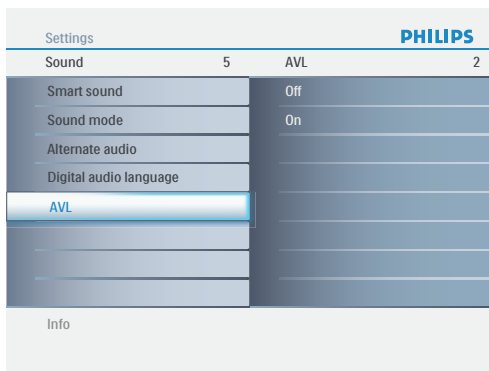 Settings
PHILIPS
Sound 5 AVL 2
Smart sound Off
Sound mode On
Alternate audio
Digital audio language
AVL
Info